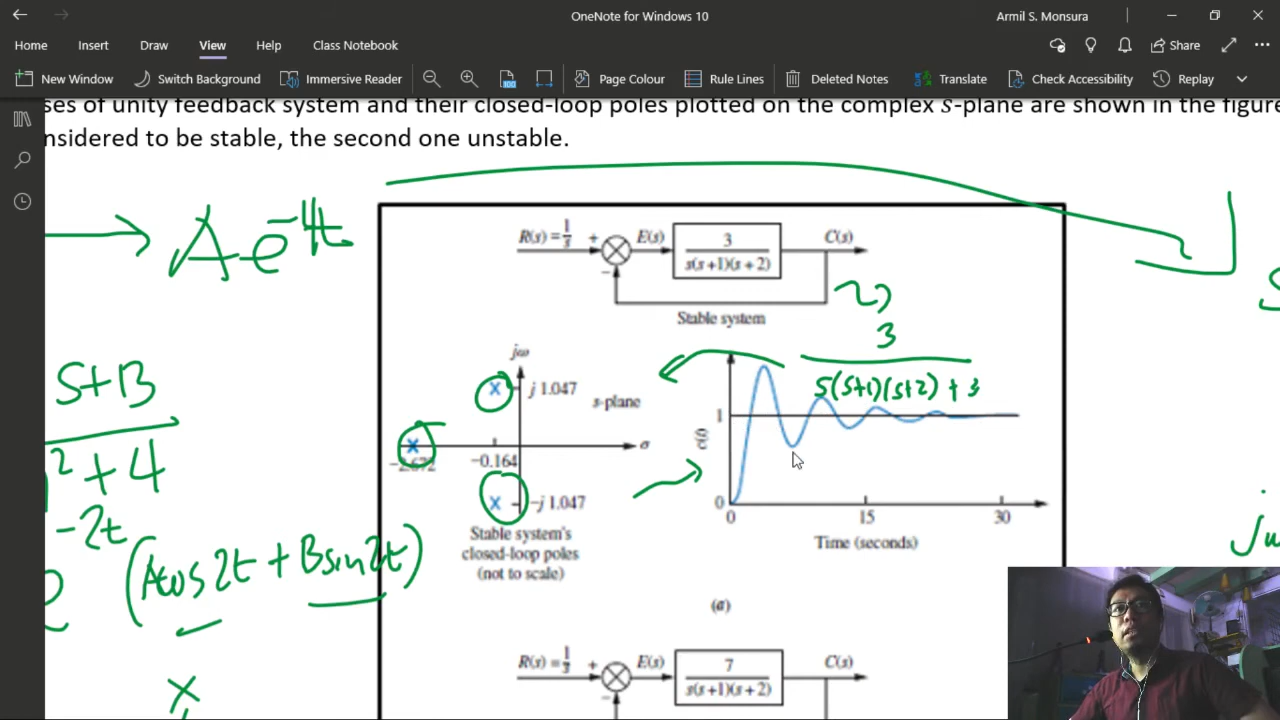 OneNote for Windows 10
Armil S. Monsura
Home Insert Draw View Help Class Notebook
Share
New Window Switch Background Immersive Reader 100 Page Colour Rule Lines Deleted Notes Translate Check Accessibility Replay
ses of unity feedback system and their closed-loop poles plotted on the complex s-plane are shown in the figure
nsidered to be stable, the second one unstable.
Ae^-4t
R(s) = 1/s + − E(s) 3 / s(s+1)(s+2) C(s)
Stable system
3
s(s+1)(s+2) + 3
S+B
² + 4
-2t
(Acos2t + Bsin2t)
jω
j 1.047
s-plane
σ
−2.672
−0.164
−j 1.047
Stable system's
closed-loop poles
(not to scale)
c(t)
1
0
0 15 30
Time (seconds)
(a)
jω
R(s) = 1/s + − E(s) 7 / s(s+1)(s+2) C(s)